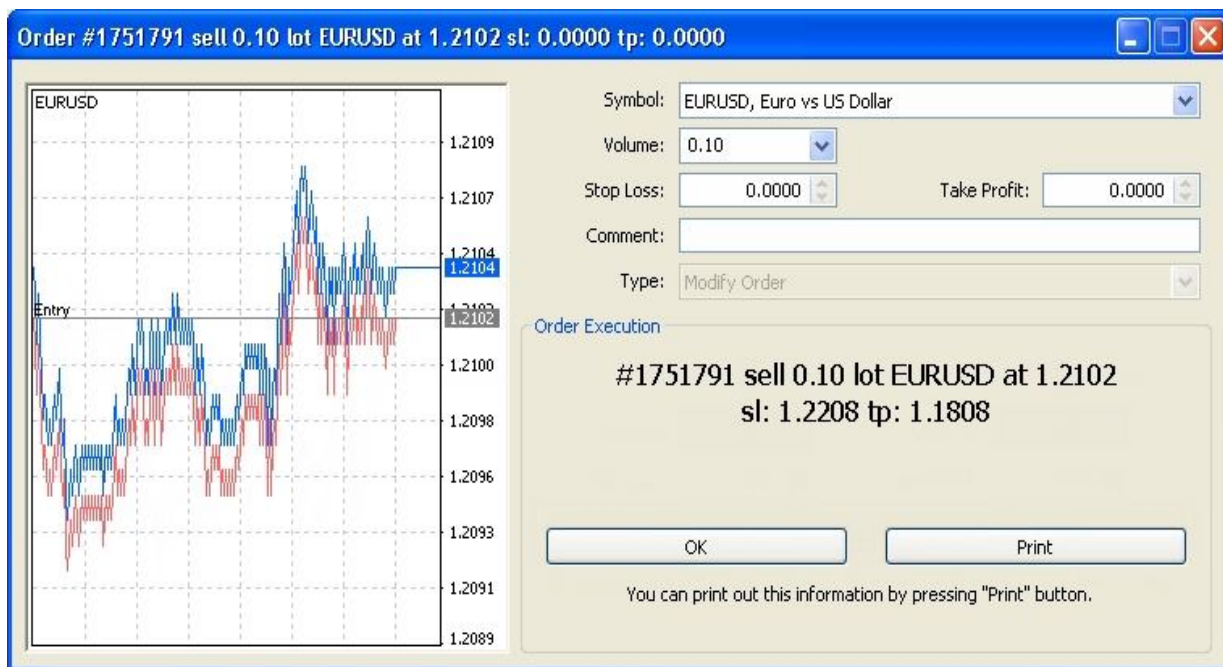 Order #1751791 sell 0.10 lot EURUSD at 1.2102 sl: 0.0000 tp: 0.0000
EURUSD
1.2109
1.2107
1.2104
1.2104
Entry
1.2102
1.2102
1.2100
1.2098
1.2096
1.2093
1.2091
1.2089
Symbol: EURUSD, Euro vs US Dollar
Volume: 0.10
Stop Loss: 0.0000 Take Profit: 0.0000
Comment:
Type: Modify Order
Order Execution
#1751791 sell 0.10 lot EURUSD at 1.2102
sl: 1.2208 tp: 1.1808
OK Print
You can print out this information by pressing "Print" button.